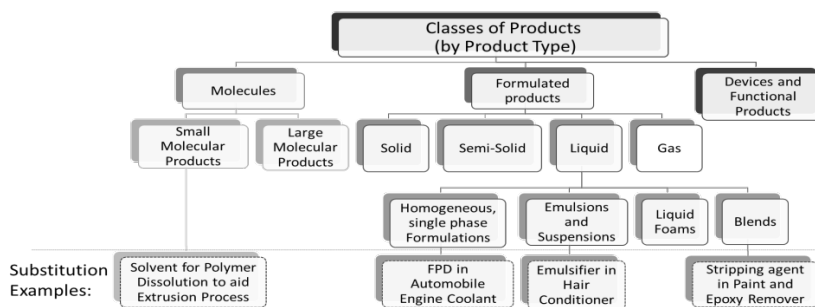 Classes of Products
(by Product Type)
Molecules
Formulated
products
Devices and
Functional
Products
Small
Molecular
Products
Large
Molecular
Products
Solid
Semi-Solid
Liquid
Gas
Homogeneous,
single phase
Formulations
Emulsions
and
Suspensions
Liquid
Foams
Blends
Substitution
Examples:
Solvent for Polymer
Dissolution to aid
Extrusion Process
FPD in
Automobile
Engine Coolant
Emulsifier in
Hair
Conditioner
Stripping agent
in Paint and
Epoxy Remover